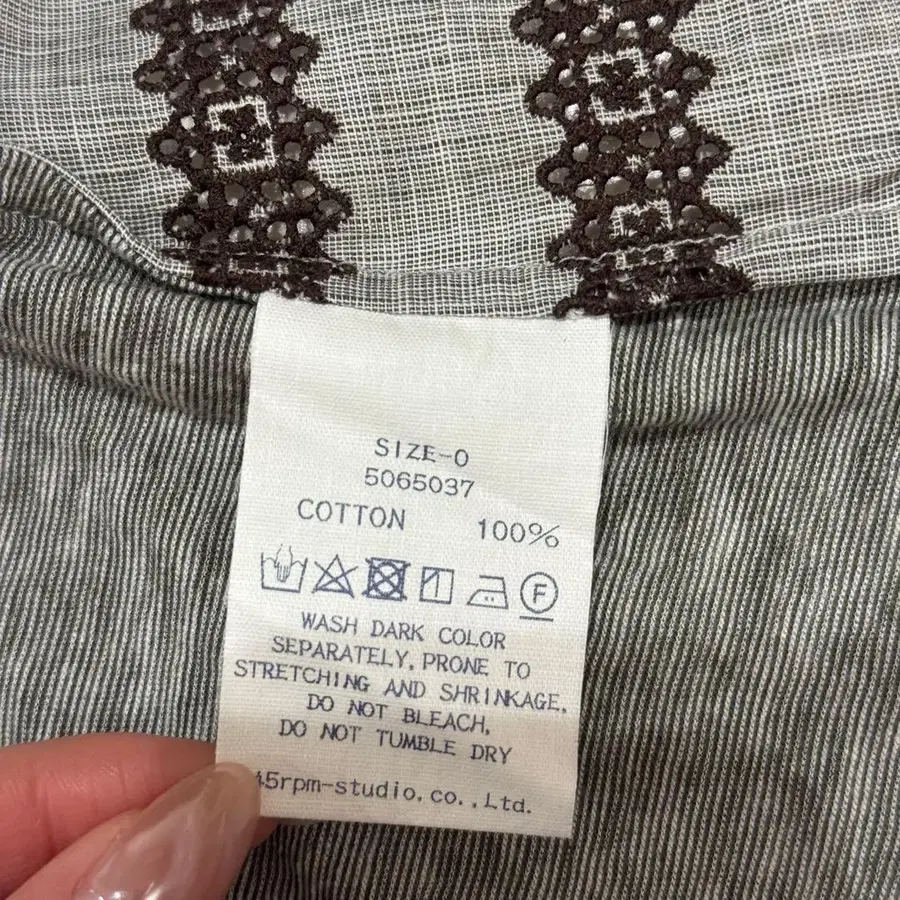 SIZE-0
5065037
COTTON 100%
F
WASH DARK COLOR
SEPARATELY, PRONE TO
STRETCHING AND SHRINKAGE.
DO NOT BLEACH,
DO NOT TUMBLE DRY
45rpm-studio.co.,Ltd.